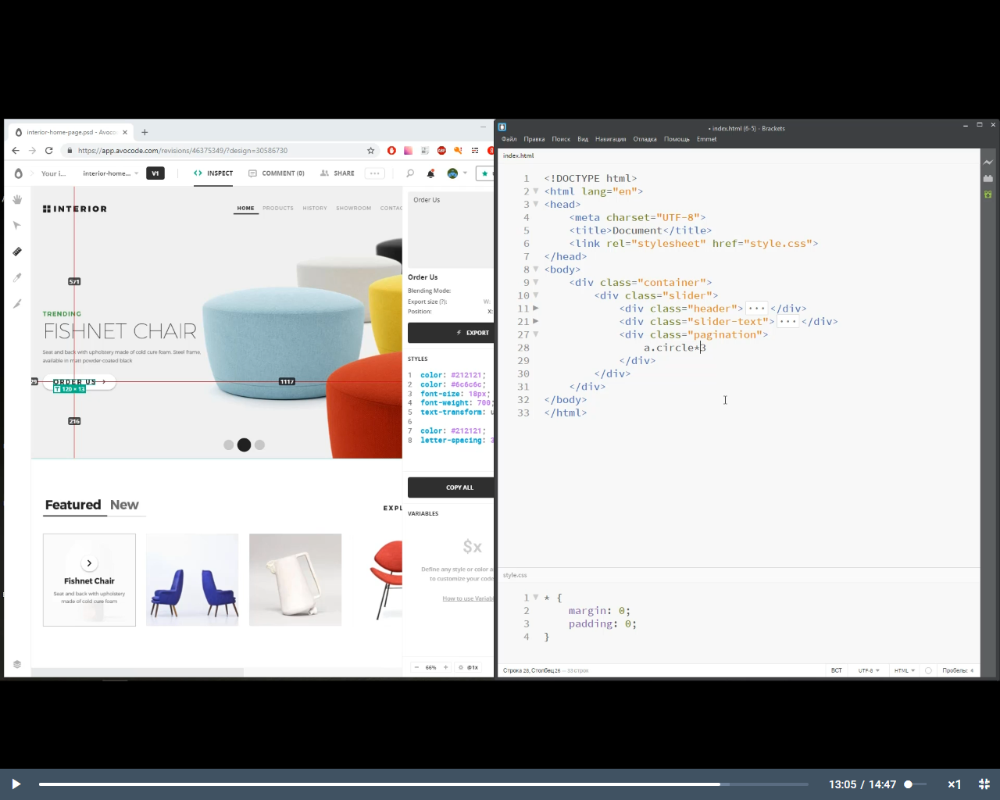 interior-home-page.psd - Avoco
https://app.avocode.com/revisions/46375349/?design=30586730
ABP
Your i...
interior-home...
V1
INSPECT
COMMENT (0)
SHARE
INTERIOR
HOME
PRODUCTS
HISTORY
SHOWROOM
CONTAC
571
TRENDING
FISHNET CHAIR
Seat and back with upholstery made of cold cure foam. Steel frame,
available in matt powder-coated black
ORDER US
1117
T 120 × 13
216
Featured
New
EXPL
Fishnet Chair
Seat and back with upholstery
made of cold cure foam
Order Us
Order Us
Blending Mode:
Export size (?): W:
Position: X:
EXPORT
STYLES
1 color: #212121;
2 color: #6c6c6c;
3 font-size: 18px;
4 font-weight: 700;
5 text-transform: u
6
7 color: #212121;
8 letter-spacing: 3
COPY ALL
VARIABLES
$x
Define any style or color a
to customize your code
How to use Variabl
66%
@1x
• index.html (6-5) - Brackets
Файл Правка Поиск Вид Навигация Отладка Помощь Emmet
index.html
1 <!DOCTYPE html>
2 <html lang="en">
3 <head>
4 <meta charset="UTF-8">
5 <title>Document</title>
6 <link rel="stylesheet" href="style.css">
7 </head>
8 <body>
9 <div class="container">
10 <div class="slider">
11 <div class="header">...</div>
21 <div class="slider-text">...</div>
27 <div class="pagination">
28 a.circle*3
29 </div>
30 </div>
31 </div>
32 </body>
33 </html>
style.css
1 * {
2 margin: 0;
3 padding: 0;
4 }
Строка 28, Столбец 26 — 33 строк
ВСТ
UTF-8
HTML
Пробелы: 4
13:05 / 14:47
×1